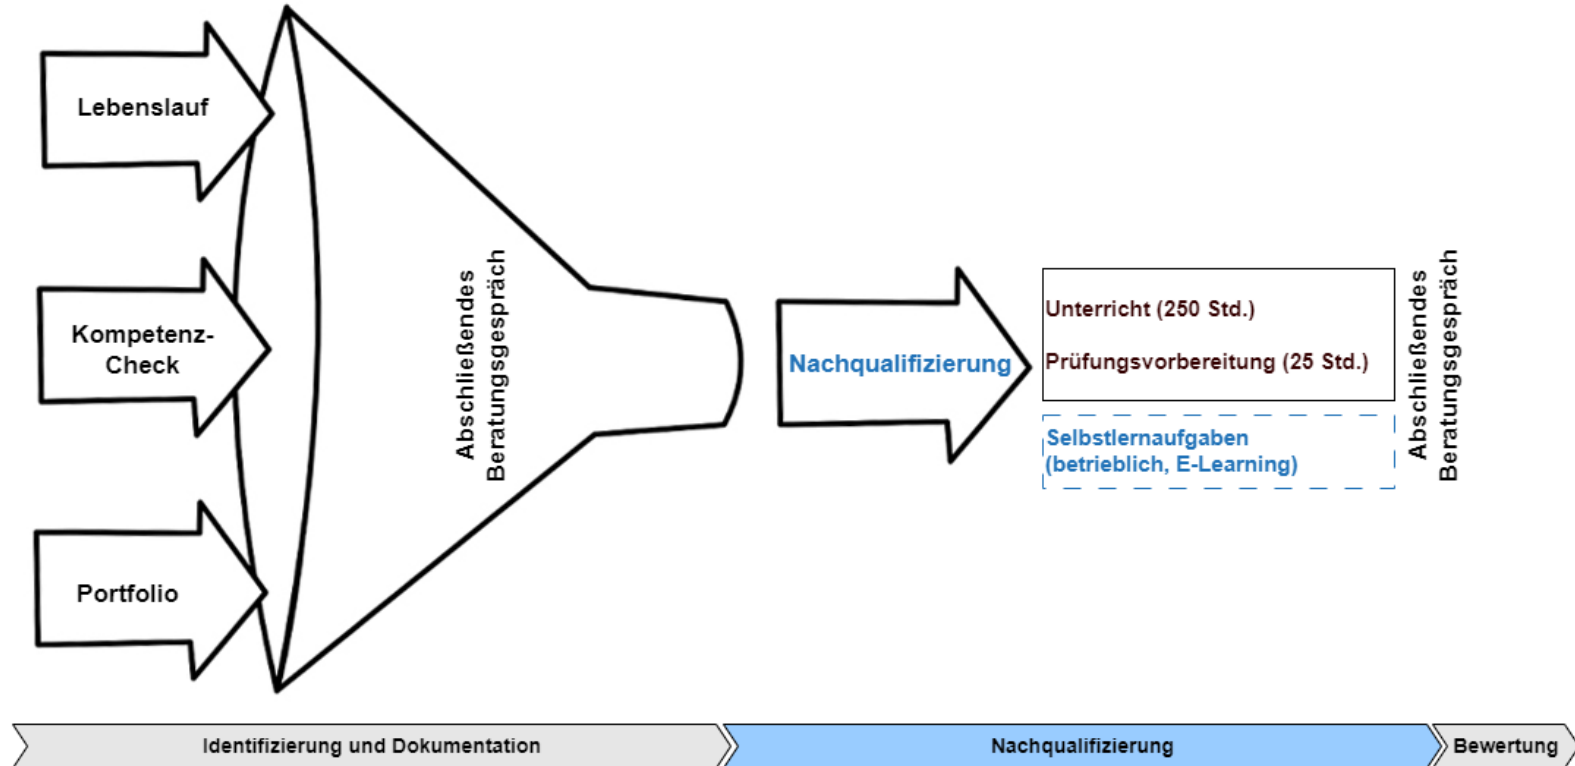 Lebenslauf
Kompetenz-
Check
Portfolio
Abschließendes
Beratungsgespräch
Nachqualifizierung
Unterricht (250 Std.)
Prüfungsvorbereitung (25 Std.)
Selbstlernaufgaben
(betrieblich, E-Learning)
Abschließendes
Beratungsgespräch
Identifizierung und Dokumentation
Nachqualifizierung
Bewertung